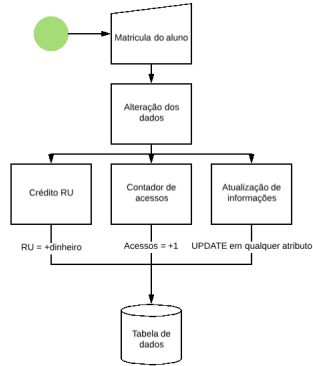 Matricula do aluno
Alteração dos
dados
Crédito RU
Contador de
acessos
Atualização de
informações
RU = +dinheiro
Acessos = +1
UPDATE em qualquer atributo
Tabela de
dados